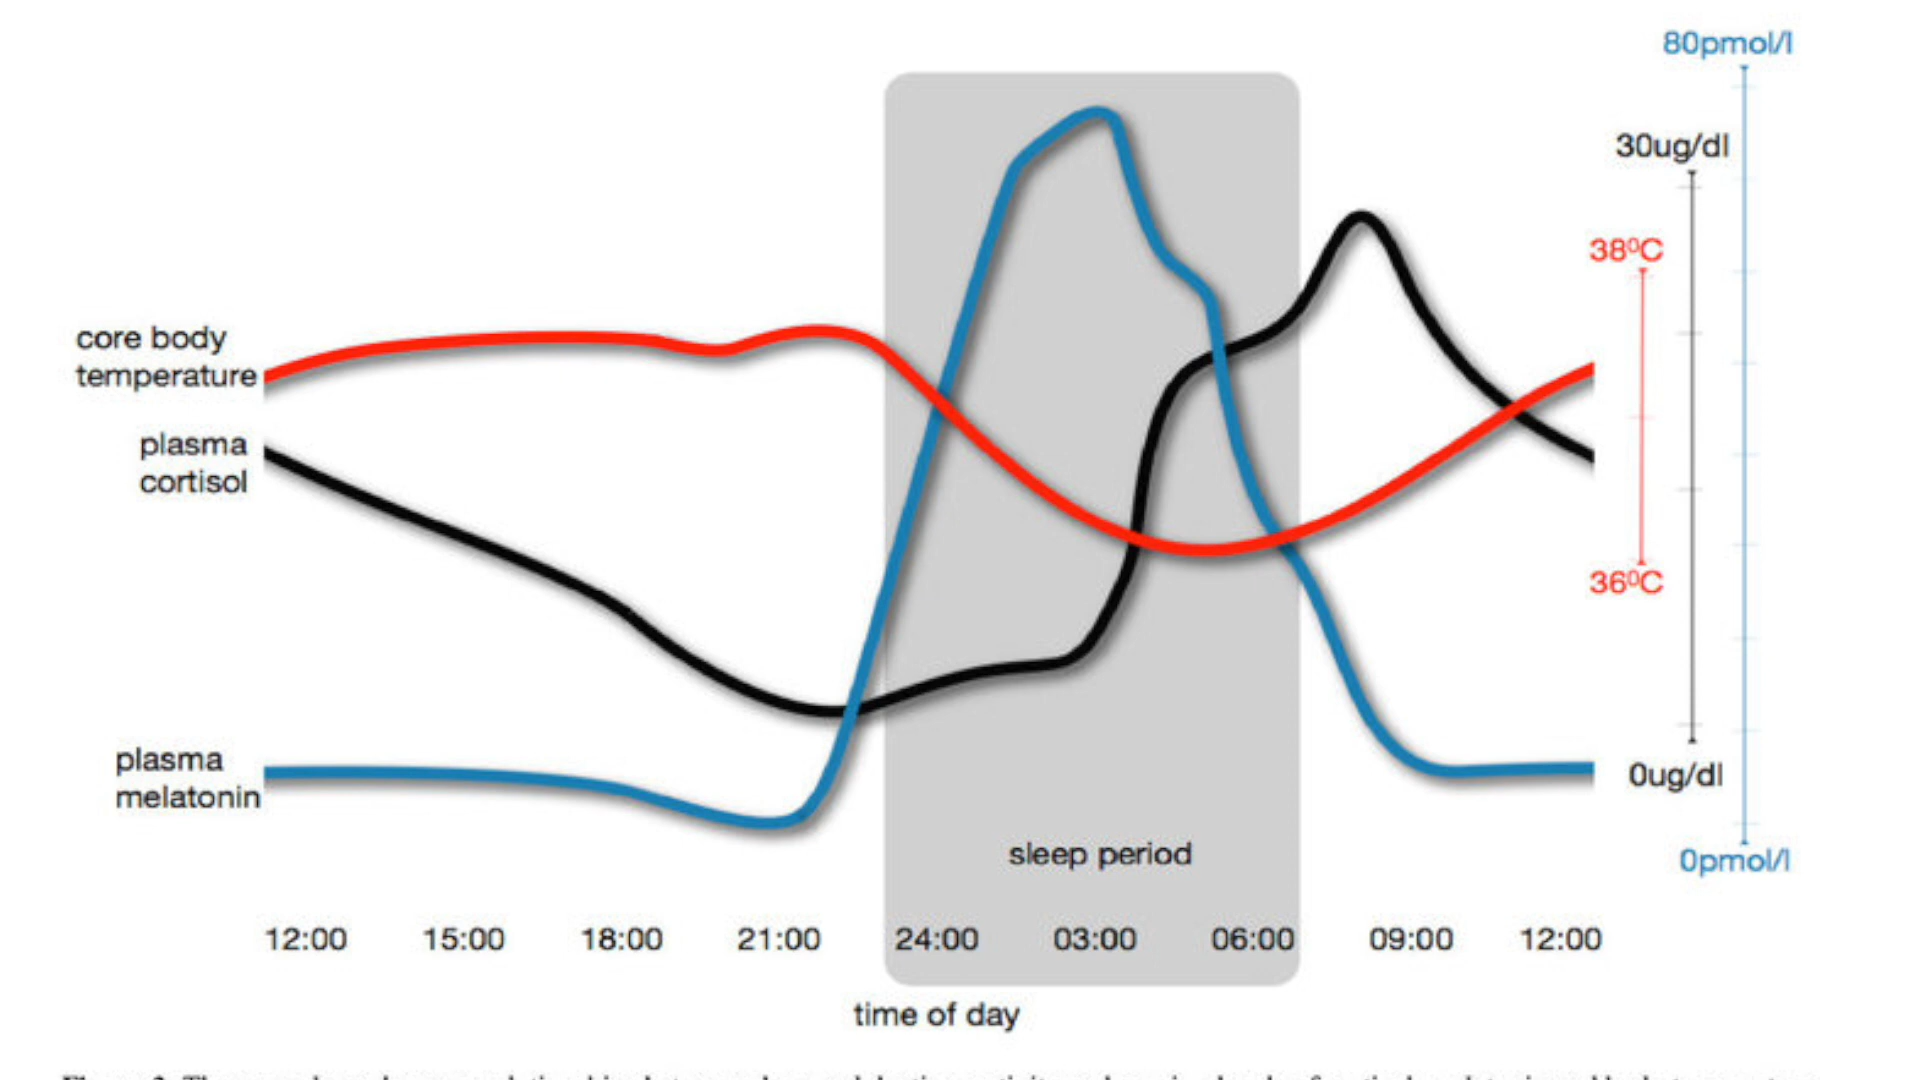 80pmol/l
30ug/dl
38⁰C
core body
temperature
plasma
cortisol
36⁰C
plasma
melatonin
0ug/dl
sleep period
0pmol/l
12:00 15:00 18:00 21:00 24:00 03:00 06:00 09:00 12:00
time of day